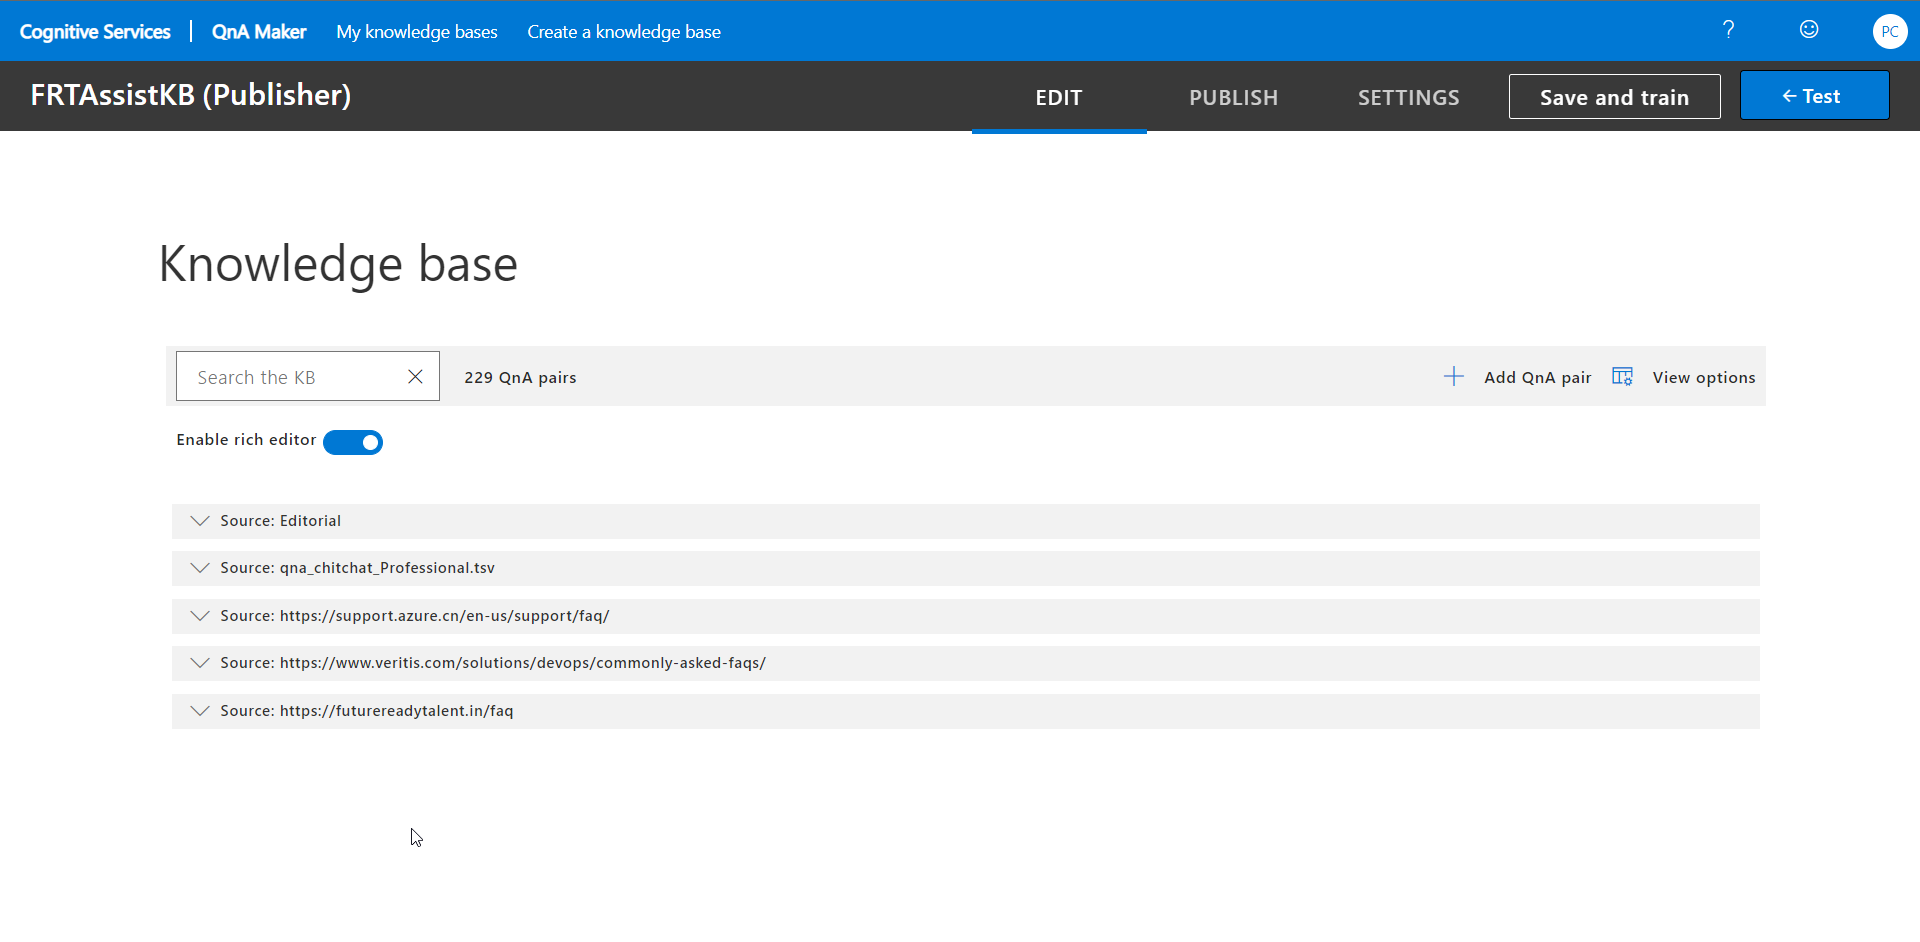 Cognitive Services | QnA Maker My knowledge bases Create a knowledge base ? PC
FRTAssistKB (Publisher) EDIT PUBLISH SETTINGS Save and train ← Test
Knowledge base
Search the KB 229 QnA pairs Add QnA pair View options
Enable rich editor
Source: Editorial
Source: qna_chitchat_Professional.tsv
Source: https://support.azure.cn/en-us/support/faq/
Source: https://www.veritis.com/solutions/devops/commonly-asked-faqs/
Source: https://futurereadytalent.in/faq